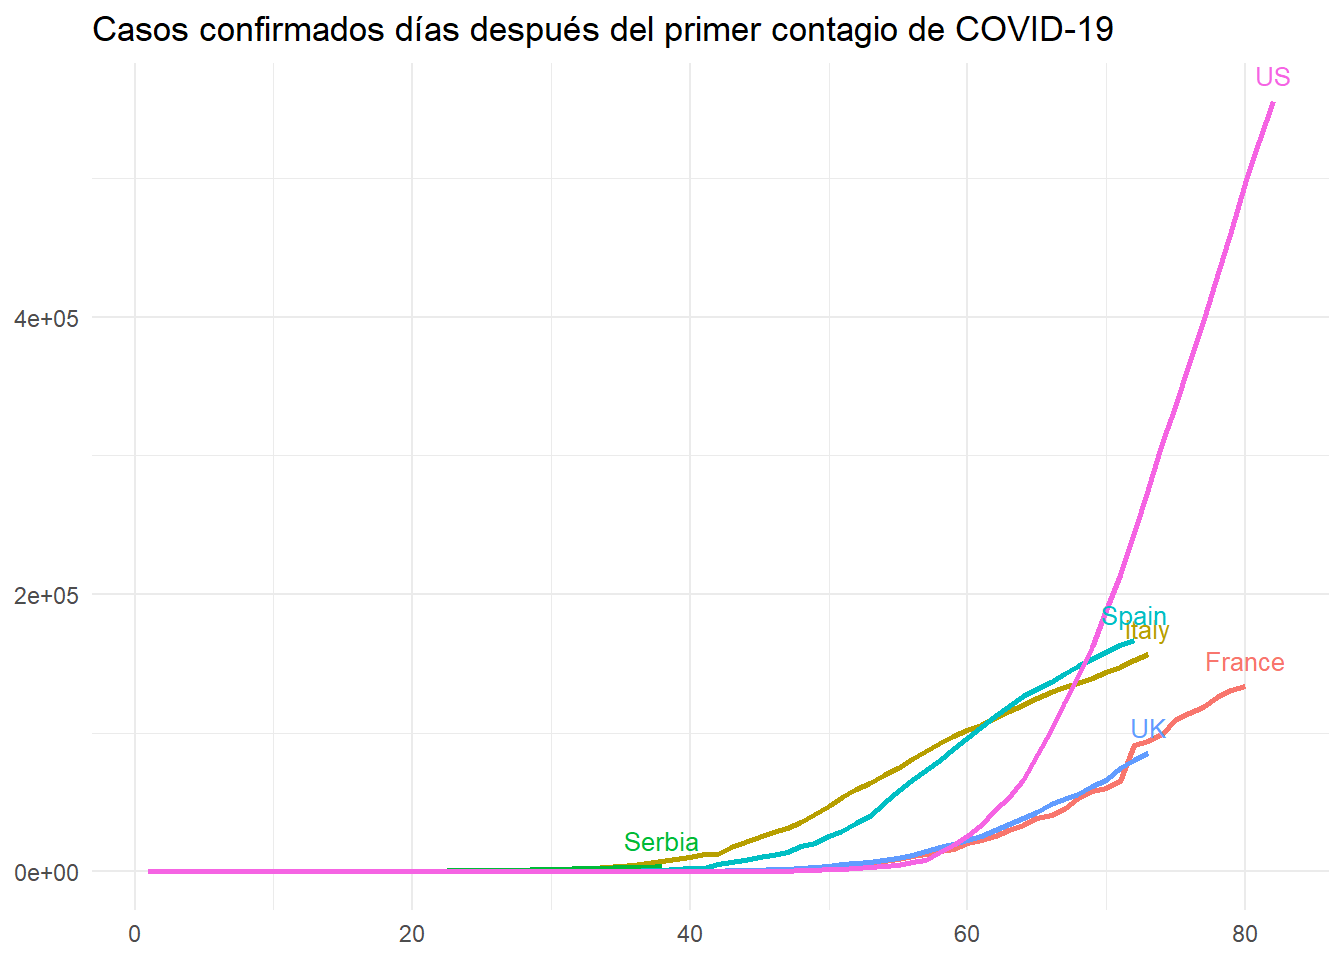 Casos confirmados días después del primer contagio de COVID-19
US
4e+05
2e+05
Spain
Italy
France
UK
Serbia
0e+00
0 20 40 60 80